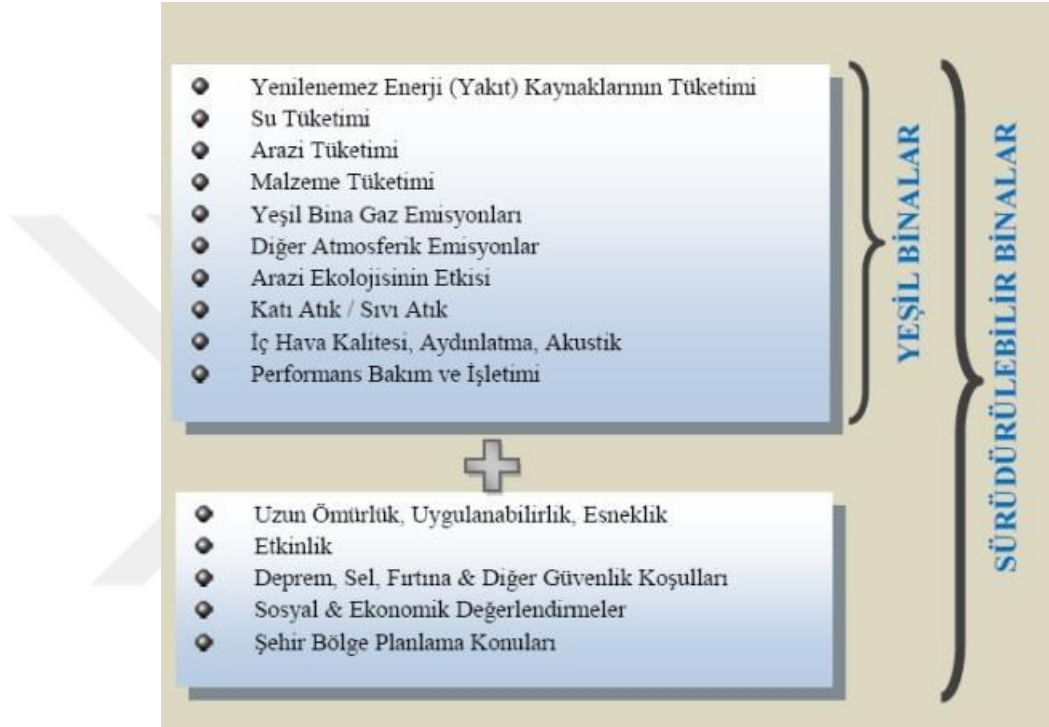 Yenilenemez Enerji (Yakıt) Kaynaklarının Tüketimi
Su Tüketimi
Arazi Tüketimi
Malzeme Tüketimi
Yeşil Bina Gaz Emisyonları
Diğer Atmosferik Emisyonlar
Arazi Ekolojisinin Etkisi
Katı Atık / Sıvı Atık
İç Hava Kalitesi, Aydınlatma, Akustik
Performans Bakım ve İşletimi
YEŞİL BİNALAR
Uzun Ömürlük, Uygulanabilirlik, Esneklik
Etkinlik
Deprem, Sel, Fırtına & Diğer Güvenlik Koşulları
Sosyal & Ekonomik Değerlendirmeler
Şehir Bölge Planlama Konuları
SÜRÜDÜRÜLEBİLİR BİNALAR